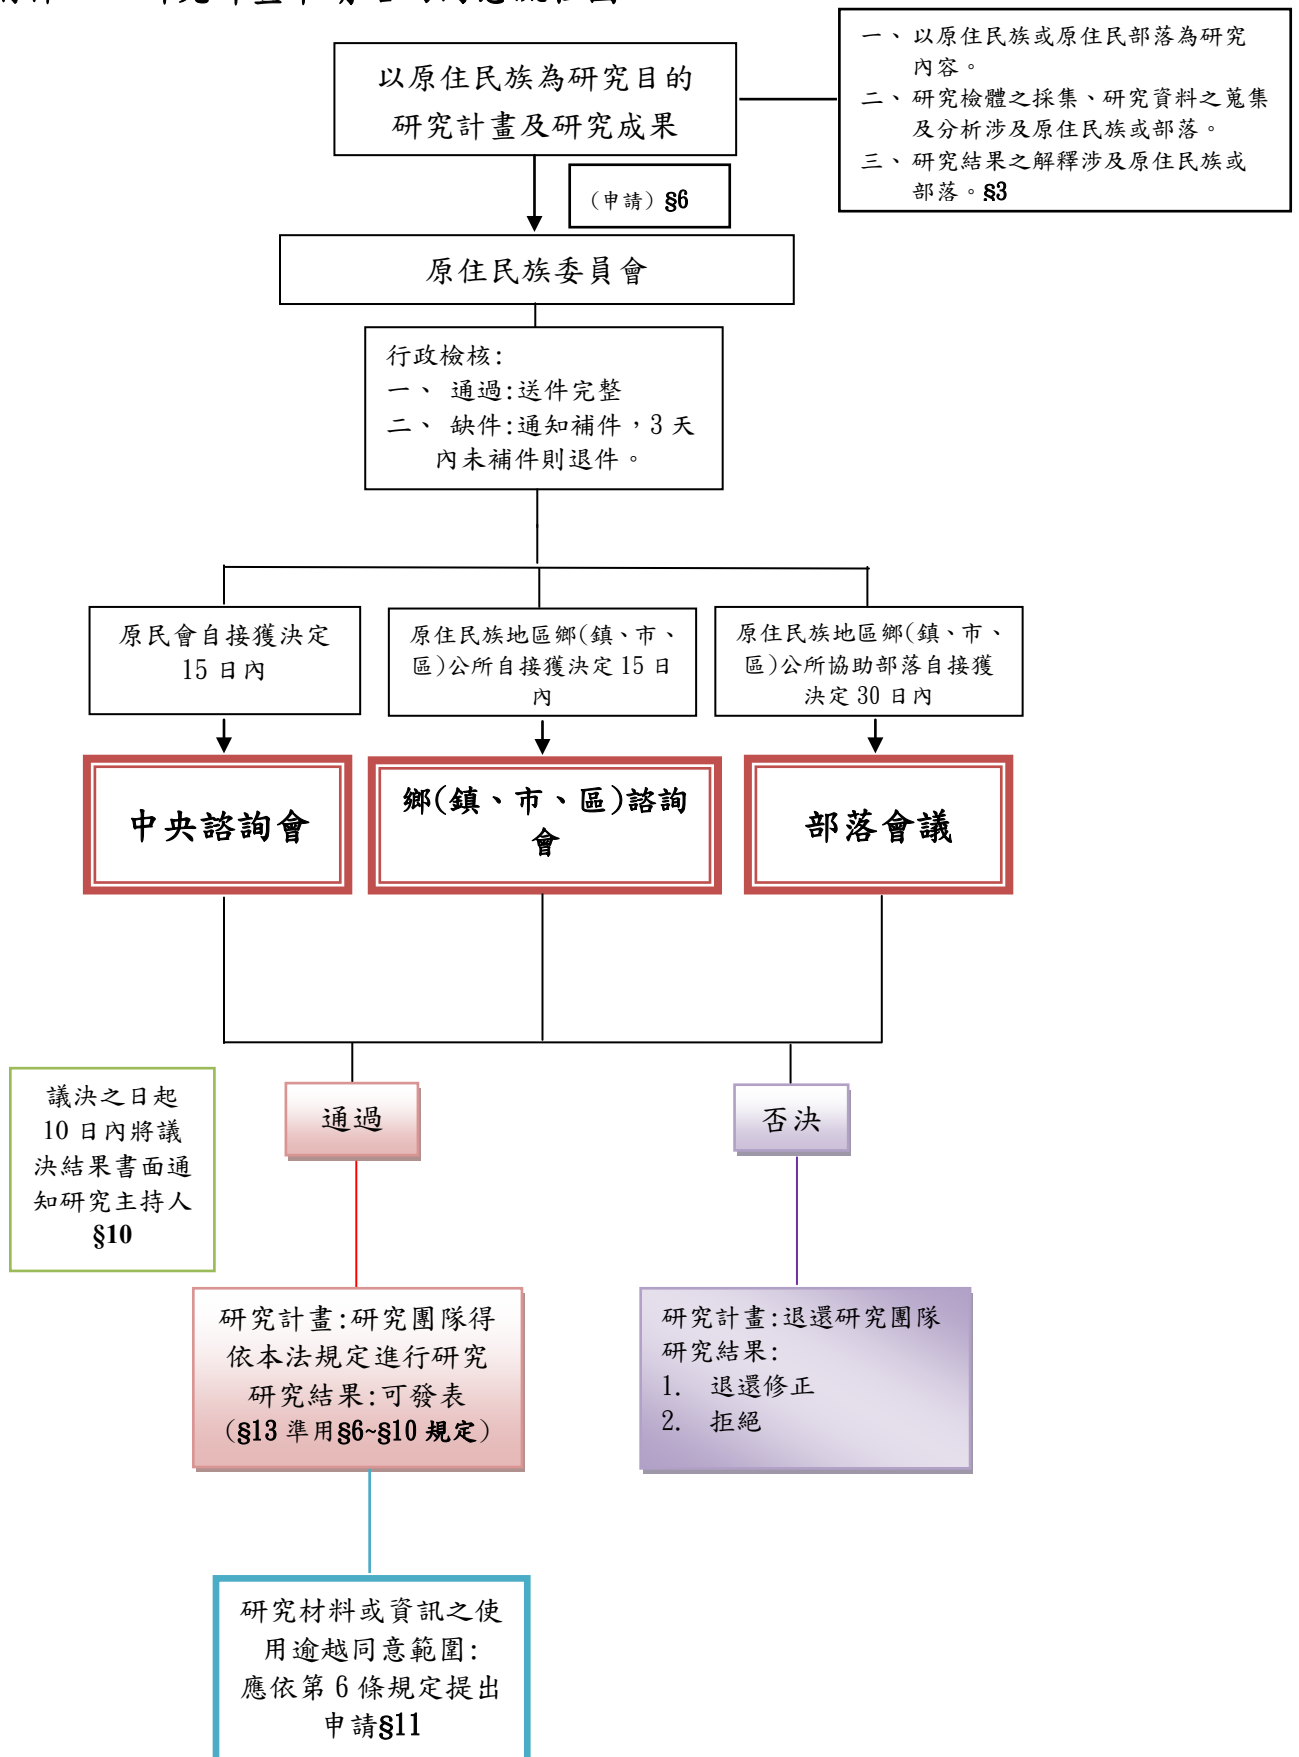 以原住民族為研究目的
研究計畫及研究成果
一、以原住民族或原住民部落為研究
內容。
二、研究檢體之採集、研究資料之蒐集
及分析涉及原住民族或部落。
三、研究結果之解釋涉及原住民族或
部落。§3
（申請）§6
原住民族委員會
行政檢核:
一、 通過:送件完整
二、 缺件:通知補件，3 天
內未補件則退件。
原民會自接獲決定
15 日內
原住民族地區鄉(鎮、市、
區)公所自接獲決定 15 日
內
原住民族地區鄉(鎮、市、
區)公所協助部落自接獲
決定 30 日內
中央諮詢會
鄉(鎮、市、區)諮詢
會
部落會議
議決之日起
10 日內將議
決結果書面通
知研究主持人
§10
通過
否決
研究計畫:研究團隊得
依本法規定進行研究
研究結果:可發表
(§13 準用§6~§10 規定)
研究計畫:退還研究團隊
研究結果:
1. 退還修正
2. 拒絕
研究材料或資訊之使
用逾越同意範圍:
應依第 6 條規定提出
申請§11